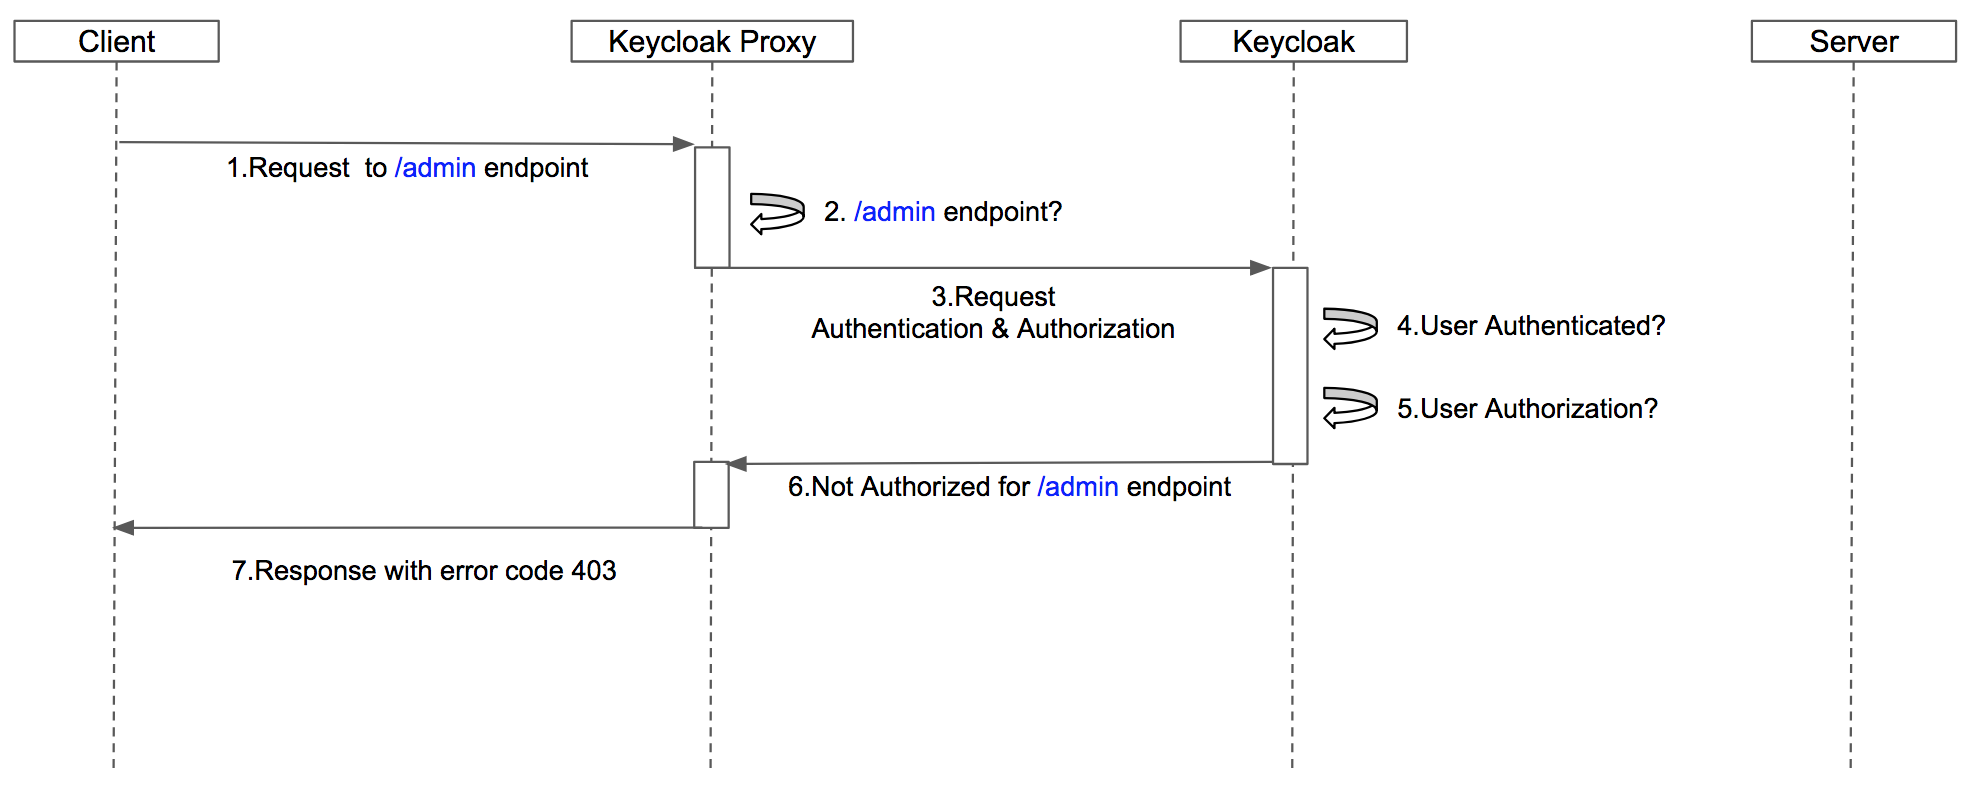 Client
Keycloak Proxy
Keycloak
Server
1.Request  to /admin endpoint
2. /admin endpoint?
3.Request
Authentication & Authorization
4.User Authenticated?
5.User Authorization?
6.Not Authorized for /admin endpoint
7.Response with error code 403